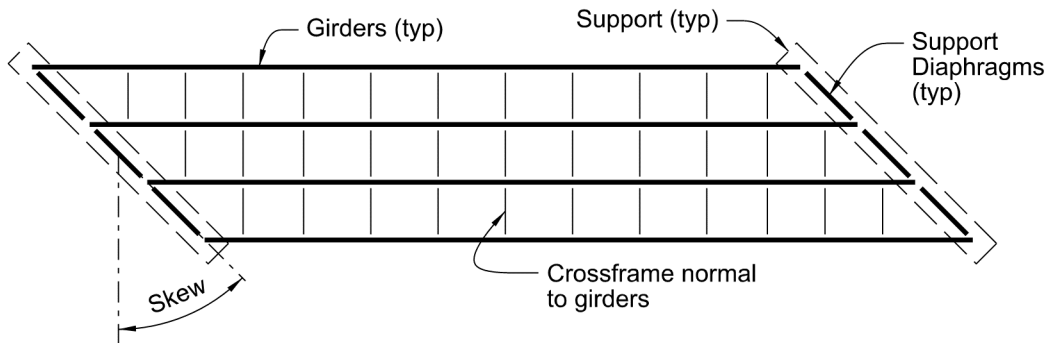 Girders (typ)
Support (typ)
Support
Diaphragms
(typ)
Crossframe normal
to girders
Skew